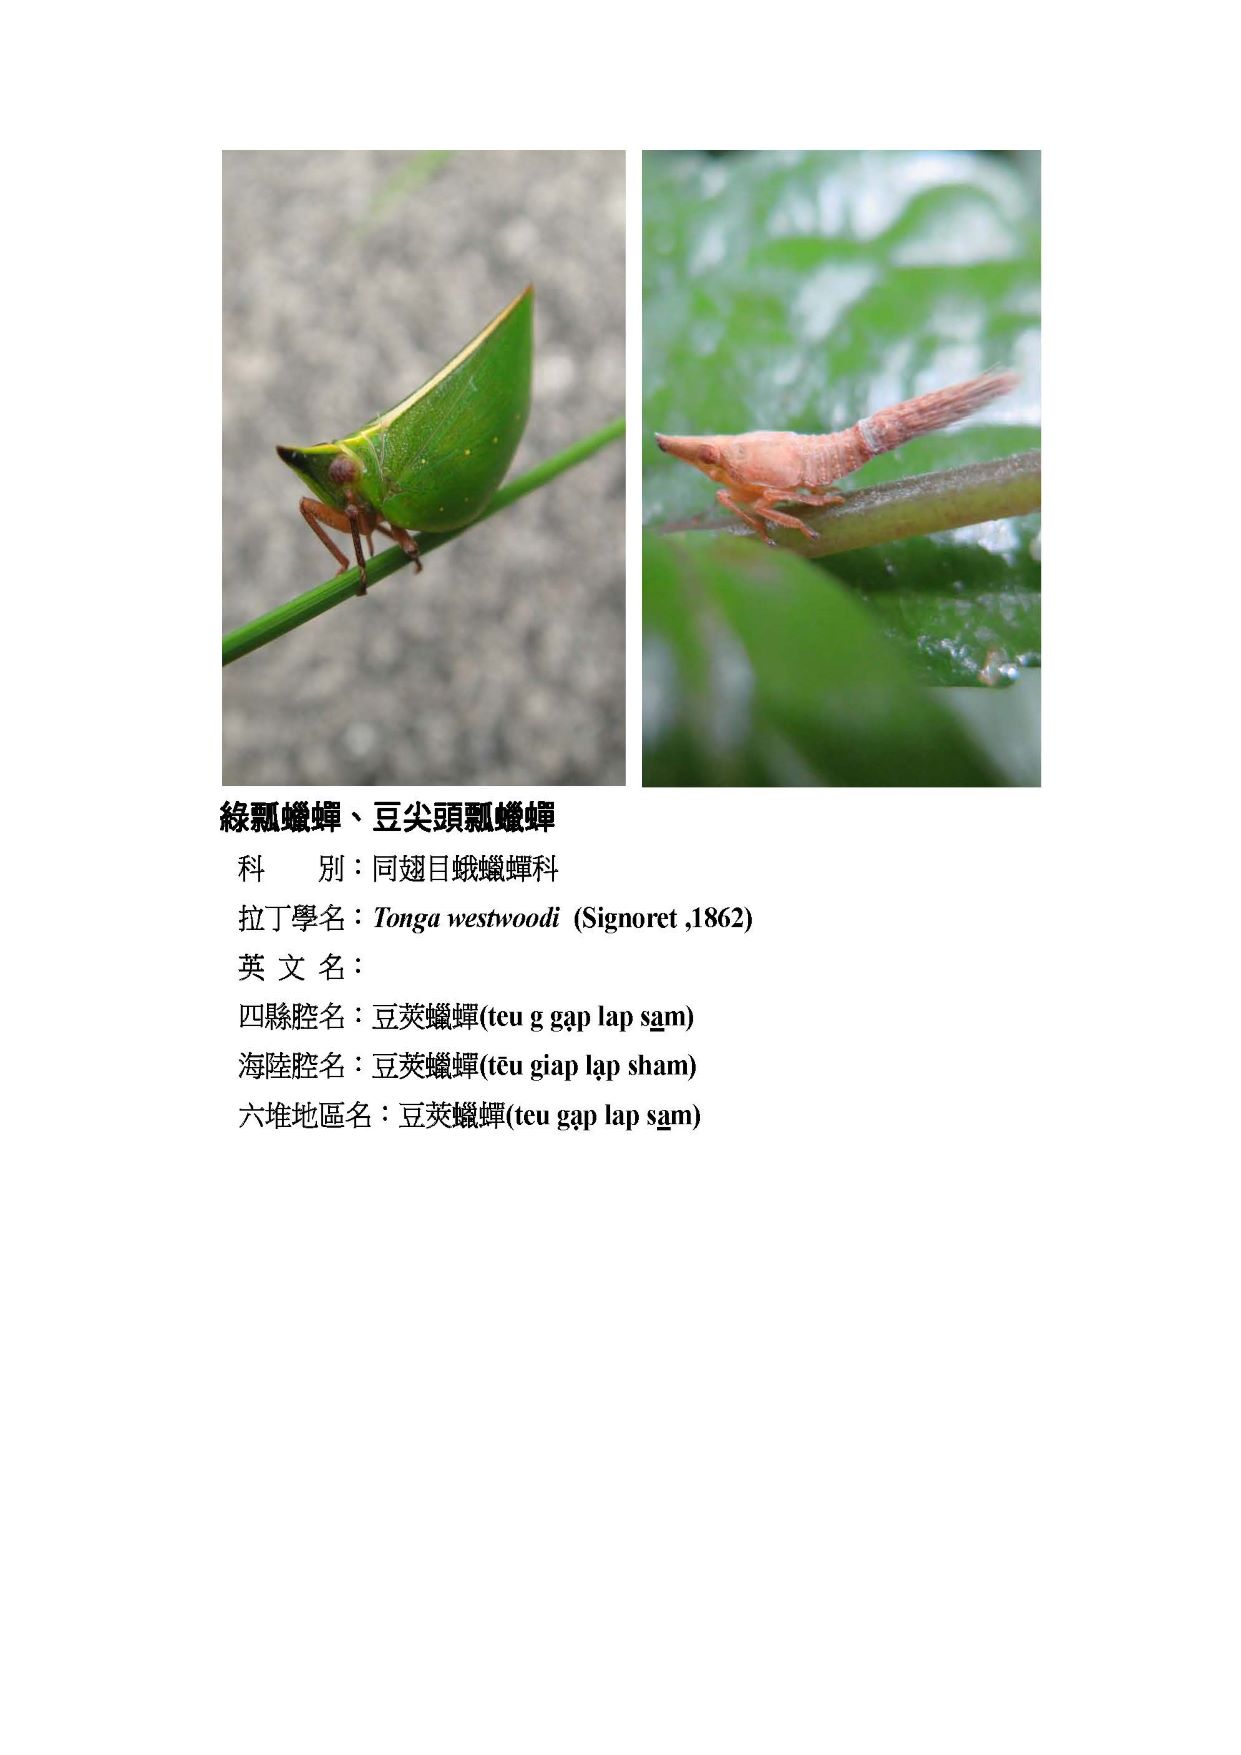 綠瓢蠟蟬、豆尖頭瓢蠟蟬
科　　別：同翅目蛾蠟蟬科
拉丁學名：Tonga westwoodi (Signoret ,1862)
英 文 名：
四縣腔名：豆莢蠟蟬(teu g gạp lap sa̲m)
海陸腔名：豆莢蠟蟬(tēu giap lạp sham)
六堆地區名：豆莢蠟蟬(teu gạp lap sa̲m)